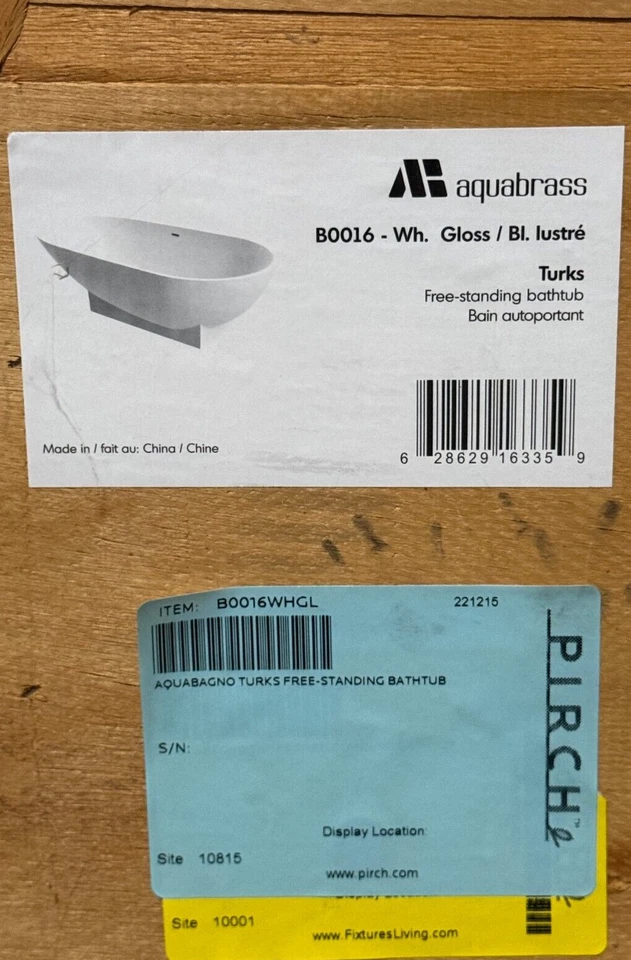 aquabrass
B0016 - Wh. Gloss / Bl. lustré
Turks
Free-standing bathtub
Bain autoportant
Made in / fait au: China / Chine
6 28629 16335 9
ITEM: B0016WHGL 221215
AQUABAGNO TURKS FREE-STANDING BATHTUB
PIRCH™
S/N:
Display Location:
Site 10815
www.pirch.com
Site 10001
www.FixturesLiving.com